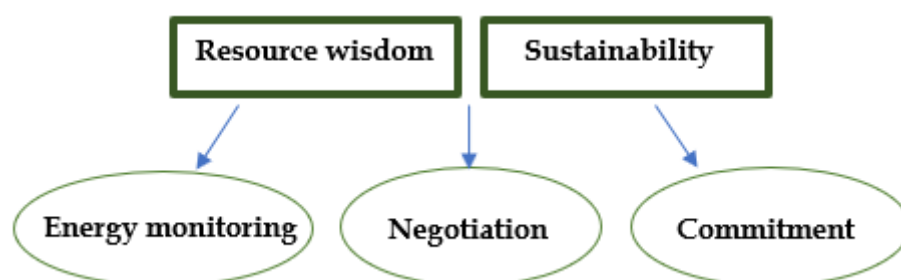 Resource wisdom
Sustainability
Energy monitoring
Negotiation
Commitment